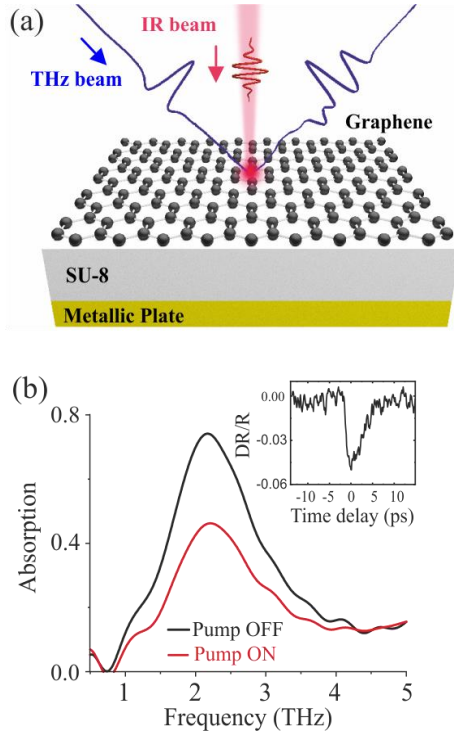 (a)
IR beam
THz beam
Graphene
SU-8
Metallic Plate
(b)
0.8
0.4
0.0
Absorption
1 2 3 4 5
Frequency (THz)
Pump OFF
Pump ON
0.00
-0.03
-0.06
DR/R
-10 -5 0 5 10
Time delay (ps)